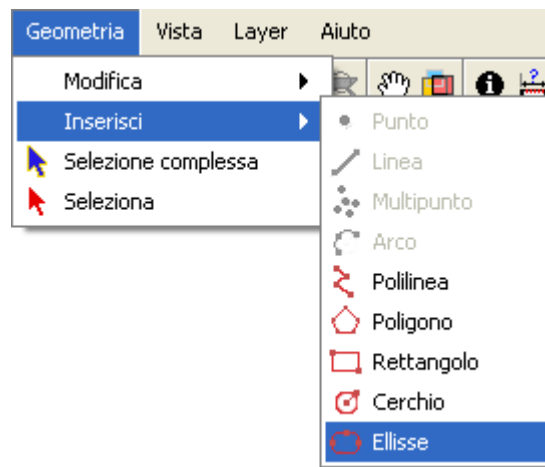 Geometria Vista Layer Aiuto
Modifica
Inserisci
Selezione complessa
Seleziona
Punto
Linea
Multipunto
Arco
Polilinea
Poligono
Rettangolo
Cerchio
Ellisse